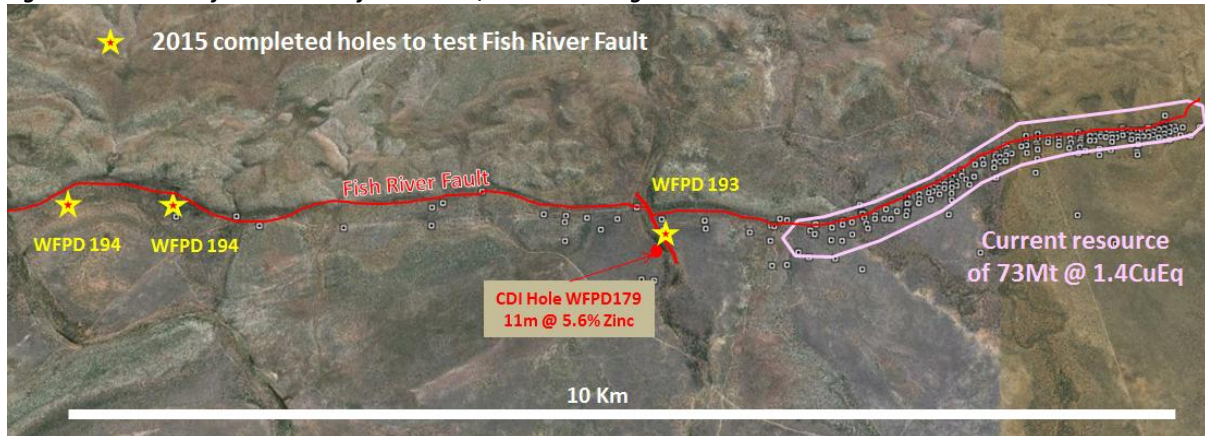 2015 completed holes to test Fish River Fault
Fish River Fault
WFPD 193
WFPD 194
WFPD 194
Current resource
of 73Mt @ 1.4CuEq
CDI Hole WFPD179
11m @ 5.6% Zinc
10 Km